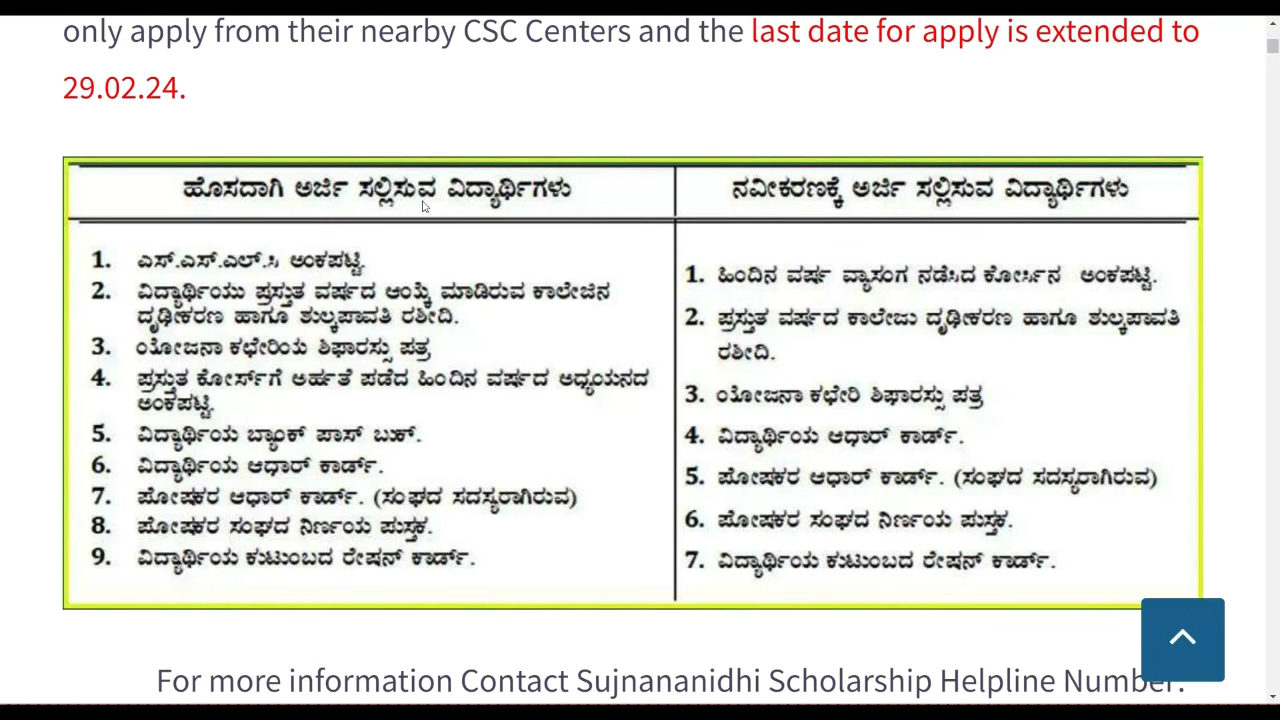 only apply from their nearby CSC Centers and the last date for apply is extended to
29.02.24.
ಹೊಸದಾಗಿ ಅರ್ಜಿ ಸಲ್ಲಿಸುವ ವಿದ್ಯಾರ್ಥಿಗಳು
1. ಎಸ್.ಎಸ್.ಎಲ್.ಸಿ ಅಂಕಪಟ್ಟಿ.
2. ವಿದ್ಯಾರ್ಥಿಯು ಪ್ರಸ್ತುತ ವರ್ಷದ ಆಯ್ಕೆ ಮಾಡಿರುವ ಕಾಲೇಜಿನ
ದೃಢೀಕರಣ ಹಾಗೂ ಶುಲ್ಕಪಾವತಿ ರಶೀದಿ.
3. ಯೋಜನಾ ಕಛೇರಿಯ ಶಿಫಾರಸ್ಸು ಪತ್ರ
4. ಪ್ರಸ್ತುತ ಕೋರ್ಸ್‌ಗೆ ಅರ್ಹತೆ ಪಡೆದ ಹಿಂದಿನ ವರ್ಷದ ಅಧ್ಯಯನದ
ಅಂಕಪಟ್ಟಿ.
5. ವಿದ್ಯಾರ್ಥಿಯ ಬ್ಯಾಂಕ್ ಪಾಸ್ ಬುಕ್.
6. ವಿದ್ಯಾರ್ಥಿಯ ಆಧಾರ್ ಕಾರ್ಡ್.
7. ಪೋಷಕರ ಆಧಾರ್ ಕಾರ್ಡ್. (ಸಂಘದ ಸದಸ್ಯರಾಗಿರುವ)
8. ಪೋಷಕರ ಸಂಘದ ನಿರ್ಣಯ ಪುಸ್ತಕ.
9. ವಿದ್ಯಾರ್ಥಿಯ ಕುಟುಂಬದ ರೇಷನ್ ಕಾರ್ಡ್.
ನವೀಕರಣಕ್ಕೆ ಅರ್ಜಿ ಸಲ್ಲಿಸುವ ವಿದ್ಯಾರ್ಥಿಗಳು
1. ಹಿಂದಿನ ವರ್ಷ ವ್ಯಾಸಂಗ ನಡೆಸಿದ ಕೋರ್ಸಿನ ಅಂಕಪಟ್ಟಿ.
2. ಪ್ರಸ್ತುತ ವರ್ಷದ ಕಾಲೇಜು ದೃಢೀಕರಣ ಹಾಗೂ ಶುಲ್ಕಪಾವತಿ
ರಶೀದಿ.
3. ಯೋಜನಾ ಕಛೇರಿ ಶಿಫಾರಸ್ಸು ಪತ್ರ
4. ವಿದ್ಯಾರ್ಥಿಯ ಆಧಾರ್ ಕಾರ್ಡ್.
5. ಪೋಷಕರ ಆಧಾರ್ ಕಾರ್ಡ್. (ಸಂಘದ ಸದಸ್ಯರಾಗಿರುವ)
6. ಪೋಷಕರ ಸಂಘದ ನಿರ್ಣಯ ಪುಸ್ತಕ.
7. ವಿದ್ಯಾರ್ಥಿಯ ಕುಟುಂಬದ ರೇಷನ್ ಕಾರ್ಡ್.
For more information Contact Sujnananidhi Scholarship Helpline Number: